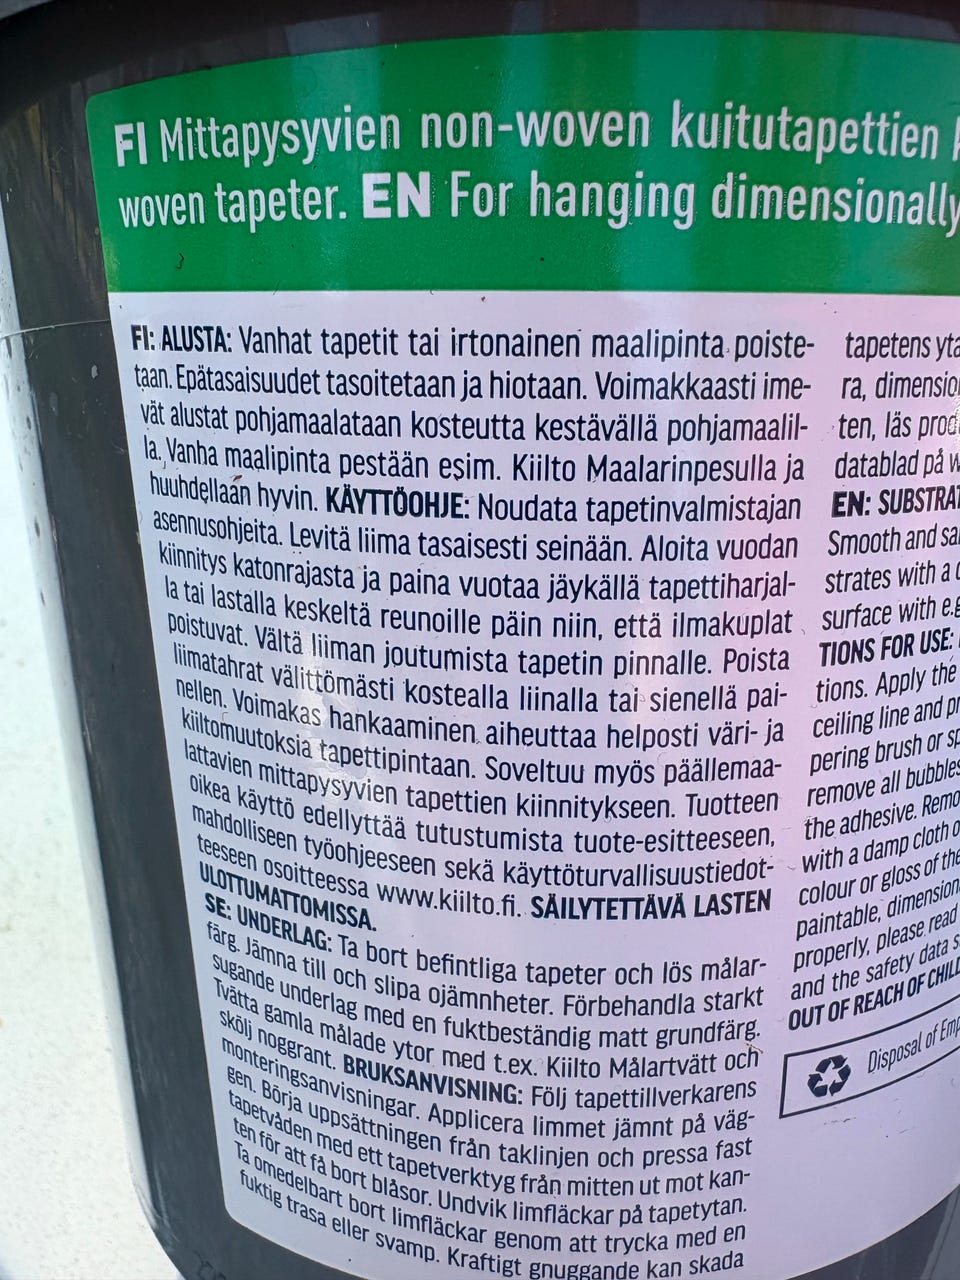 FI Mittapysyvien non-woven kuitutapettien
woven tapeter. EN For hanging dimensionally
FI: ALUSTA: Vanhat tapetit tai irtonainen maalipinta poiste-
taan. Epätasaisuudet tasoitetaan ja hiotaan. Voimakkaasti ime-
vät alustat pohjamaalataan kosteutta kestävällä pohjamaalil-
la. Vanha maalipinta pestään esim. Kiilto Maalarinpesulla ja
huuhdellaan hyvin. KÄYTTÖOHJE: Noudata tapetinvalmistajan
asennusohjeita. Levitä liima tasaisesti seinään. Aloita vuodan
kiinnitys katonrajasta ja paina vuotaa jäykällä tapettiharjal-
la tai lastalla keskeltä reunoille päin niin, että ilmakuplat
poistuvat. Vältä liiman joutumista tapetin pinnalle. Poista
liimatahrat välittömästi kostealla liinalla tai sienellä pai-
nellen. Voimakas hankaaminen aiheuttaa helposti väri- ja
kiiltomuutoksia tapettipintaan. Soveltuu myös päällemaa-
lattavien mittapysyvien tapettien kiinnitykseen. Tuotteen
oikea käyttö edellyttää tutustumista tuote-esitteeseen,
mahdolliseen työohjeeseen sekä käyttöturvallisuustiedot-
teeseen osoitteessa www.kiilto.fi. SÄILYTETTÄVÄ LASTEN
ULOTTUMATTOMISSA.
SE: UNDERLAG: Ta bort befintliga tapeter och lös målar-
färg. Jämna till och slipa ojämnheter. Förbehandla starkt
sugande underlag med en fuktbeständig matt grundfärg.
Tvätta gamla målade ytor med t.ex. Kiilto Målartvätt och
skölj noggrant. BRUKSANVISNING: Följ tapettillverkarens
monteringsanvisningar. Applicera limmet jämnt på väg-
gen. Börja uppsättningen från taklinjen och pressa fast
tapetvåden med ett tapetverktyg från mitten ut mot kan-
ten för att få bort blåsor. Undvik limfläckar på tapetytan.
Ta omedelbart bort limfläckar genom att trycka med en
fuktig trasa eller svamp. Kraftigt gnuggande kan skada
tapetens yta
ra, dimension
ten, läs prod
datablad på w
EN: SUBSTRAT
Smooth and sa
strates with a
surface with e.g
TIONS FOR USE:
tions. Apply the
ceiling line and pr
pering brush or sp
remove all bubbles
the adhesive. Remo
with a damp cloth o
colour or gloss of the
paintable, dimension
properly, please read
and the safety data s
OUT OF REACH OF CHILD
Disposal of Emp